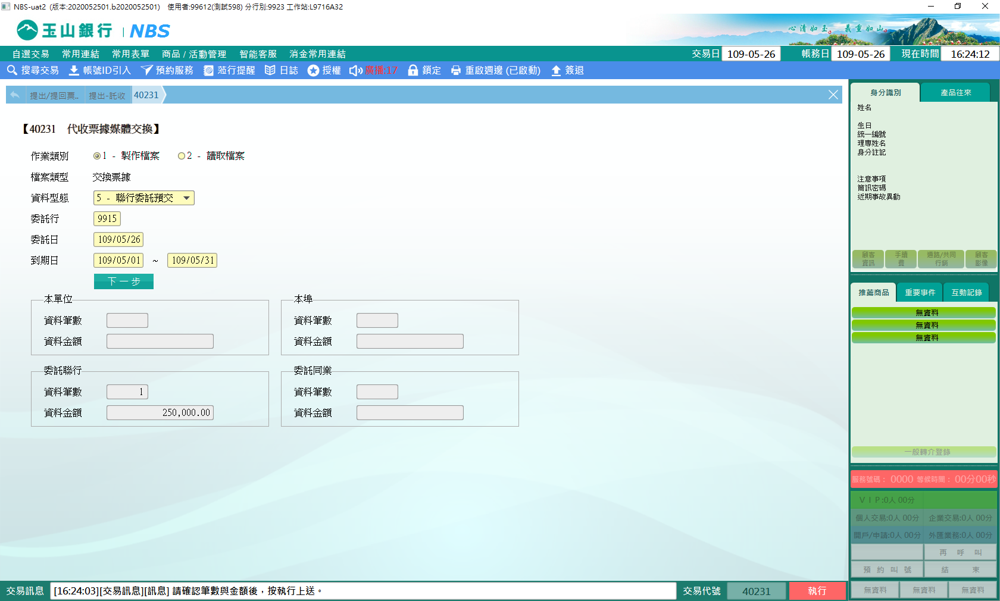 NBS-uat2 (版本:2020052501.b2020052501) 使用者:99612(測試598) 分行別:9923 工作站:L9716A32
玉山銀行 | NBS
心清如玉。 義重如山。
自選交易 常用連結 常用表單 商品 / 活動管理 智能客服 消金常用連結 交易日 109-05-26 帳務日 109-05-26 現在時間 16:24:12
搜尋交易 帳號ID引入 預約服務 蒞行提醒 日誌 授權 廣播:17 鎖定 重啟週邊 (已啟動) 簽退
提出/提回票.. 提出-託收 40231
【40231 代收票據媒體交換】
作業類別 1 - 製作檔案 2 - 讀取檔案
檔案類型 交換票據
資料型態 5 - 聯行委託預交
委託行 9915
委託日 109/05/26
到期日 109/05/01 ~ 109/05/31
下一步
本單位
資料筆數
資料金額
本埠
資料筆數
資料金額
委託聯行
資料筆數 1
資料金額 250,000.00
委託同業
資料筆數
資料金額
身分識別 產品往來
姓名
生日
統一編號
理專姓名
身分註記
注意事項
簡訊密碼
近期事故異動
顧客資訊 手續費 通路/共同行銷 顧客影像
推薦商品 重要事件 互動記錄
無資料
無資料
無資料
一般轉介登錄
服務號碼： 0000 等候時間： 00分00秒
ＶＩＰ:0人 00分
個人交易:0人 00分 企業交易:0人 00分
開戶/申請:0人 00分 外匯業務:0人 00分
再 呼 叫
預 約 叫 號 結 束
無資料 無資料 無資料
交易訊息 [16:24:03][交易訊息][訊息] 請確認筆數與金額後，按執行上送。 交易代號 40231 執行